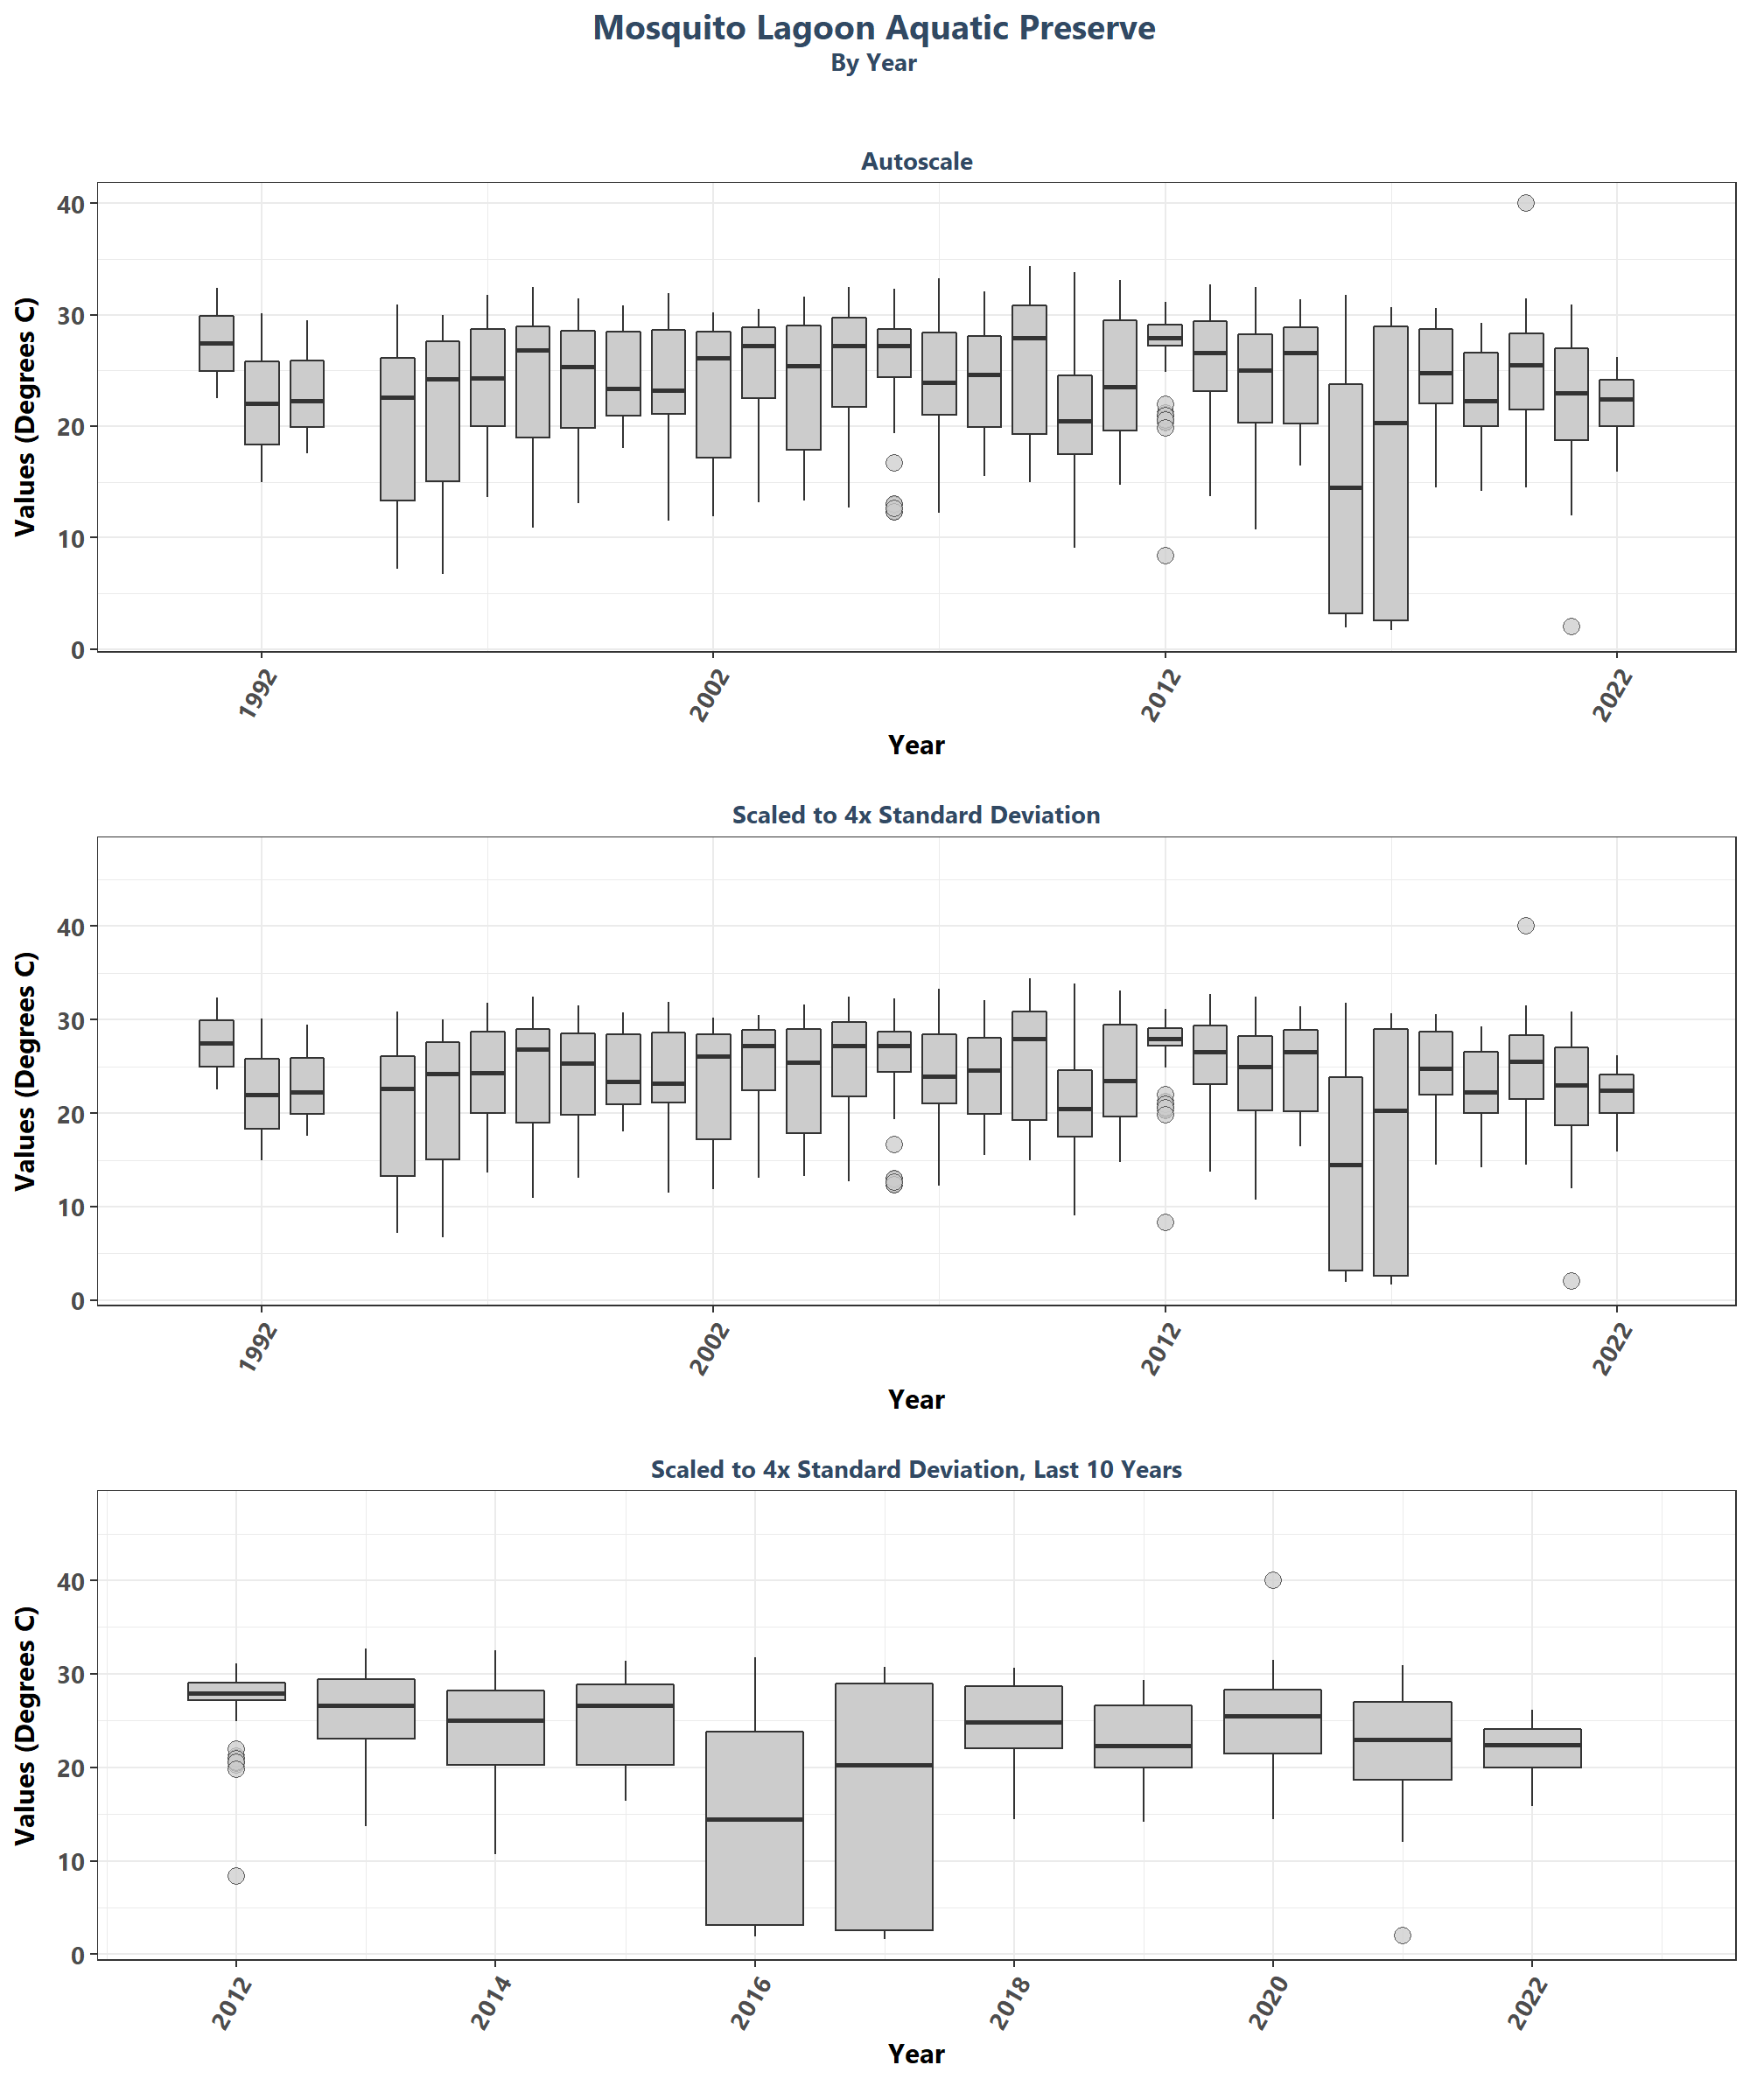 Mosquito Lagoon Aquatic Preserve
By Year
Autoscale
Values (Degrees C)
40
30
20
10
0
1992
2002
2012
2022
Year
Scaled to 4x Standard Deviation
Values (Degrees C)
40
30
20
10
0
1992
2002
2012
2022
Year
Scaled to 4x Standard Deviation, Last 10 Years
Values (Degrees C)
40
30
20
10
0
2012
2014
2016
2018
2020
2022
Year